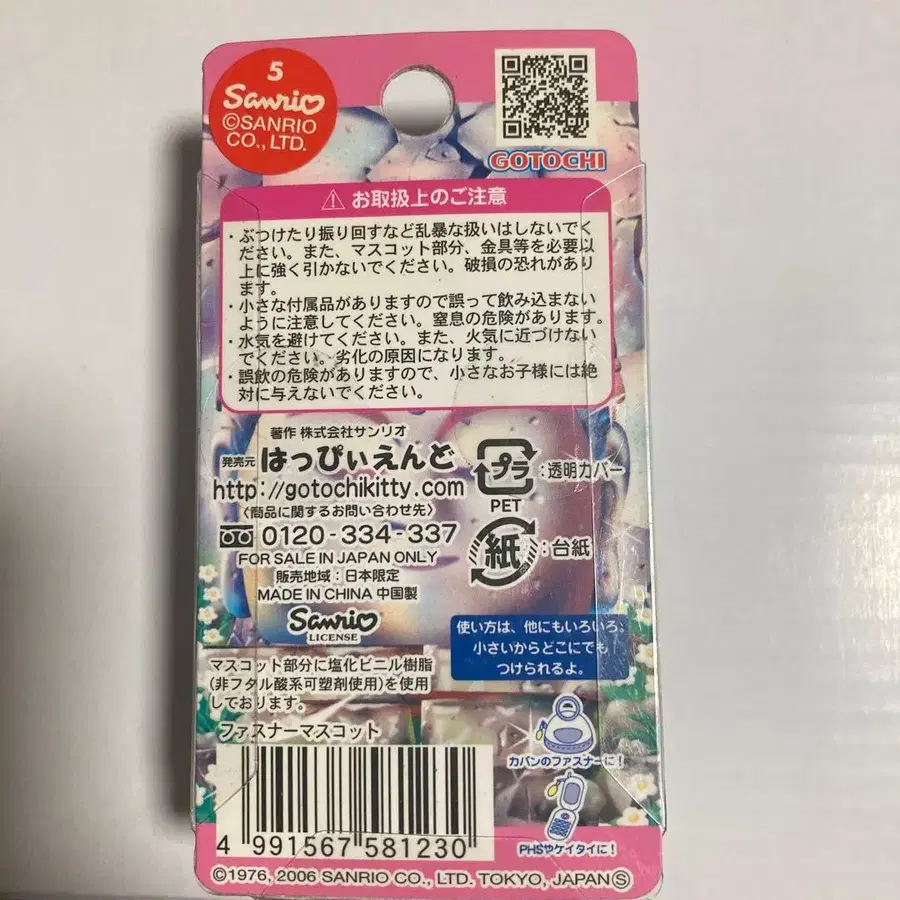 5
Sanrio
©SANRIO
CO., LTD.
GOTOCHI
⚠ お取扱上のご注意
・ぶつけたり振り回すなど乱暴な扱いはしないでく
ださい。また、マスコット部分、金具等を必要以
上に強く引かないでください。破損の恐れがあり
ます。
・小さな付属品がありますので誤って飲み込まない
ように注意してください。窒息の危険があります。
・水気を避けてください。また、火気に近づけない
でください。劣化の原因になります。
・誤飲の危険がありますので、小さなお子様には絶
対に与えないでください。
著作 株式会社サンリオ
発売元 はっぴぃえんど
http://gotochikitty.com
〈商品に関するお問い合わせ先〉
0120-334-337
FOR SALE IN JAPAN ONLY
販売地域:日本限定
MADE IN CHINA 中国製
Sanrio
LICENSE
プラ :透明カバー
PET
紙 :台紙
使い方は、他にもいろいろ。
小さいからどこにでも
つけられるよ。
マスコット部分に塩化ビニル樹脂
(非フタル酸系可塑剤使用)を使用
しております。
ファスナーマスコット
カバンのファスナーに!
PHSやケイタイに!
4 991567 581230
©1976, 2006 SANRIO CO., LTD. TOKYO, JAPAN Ⓢ